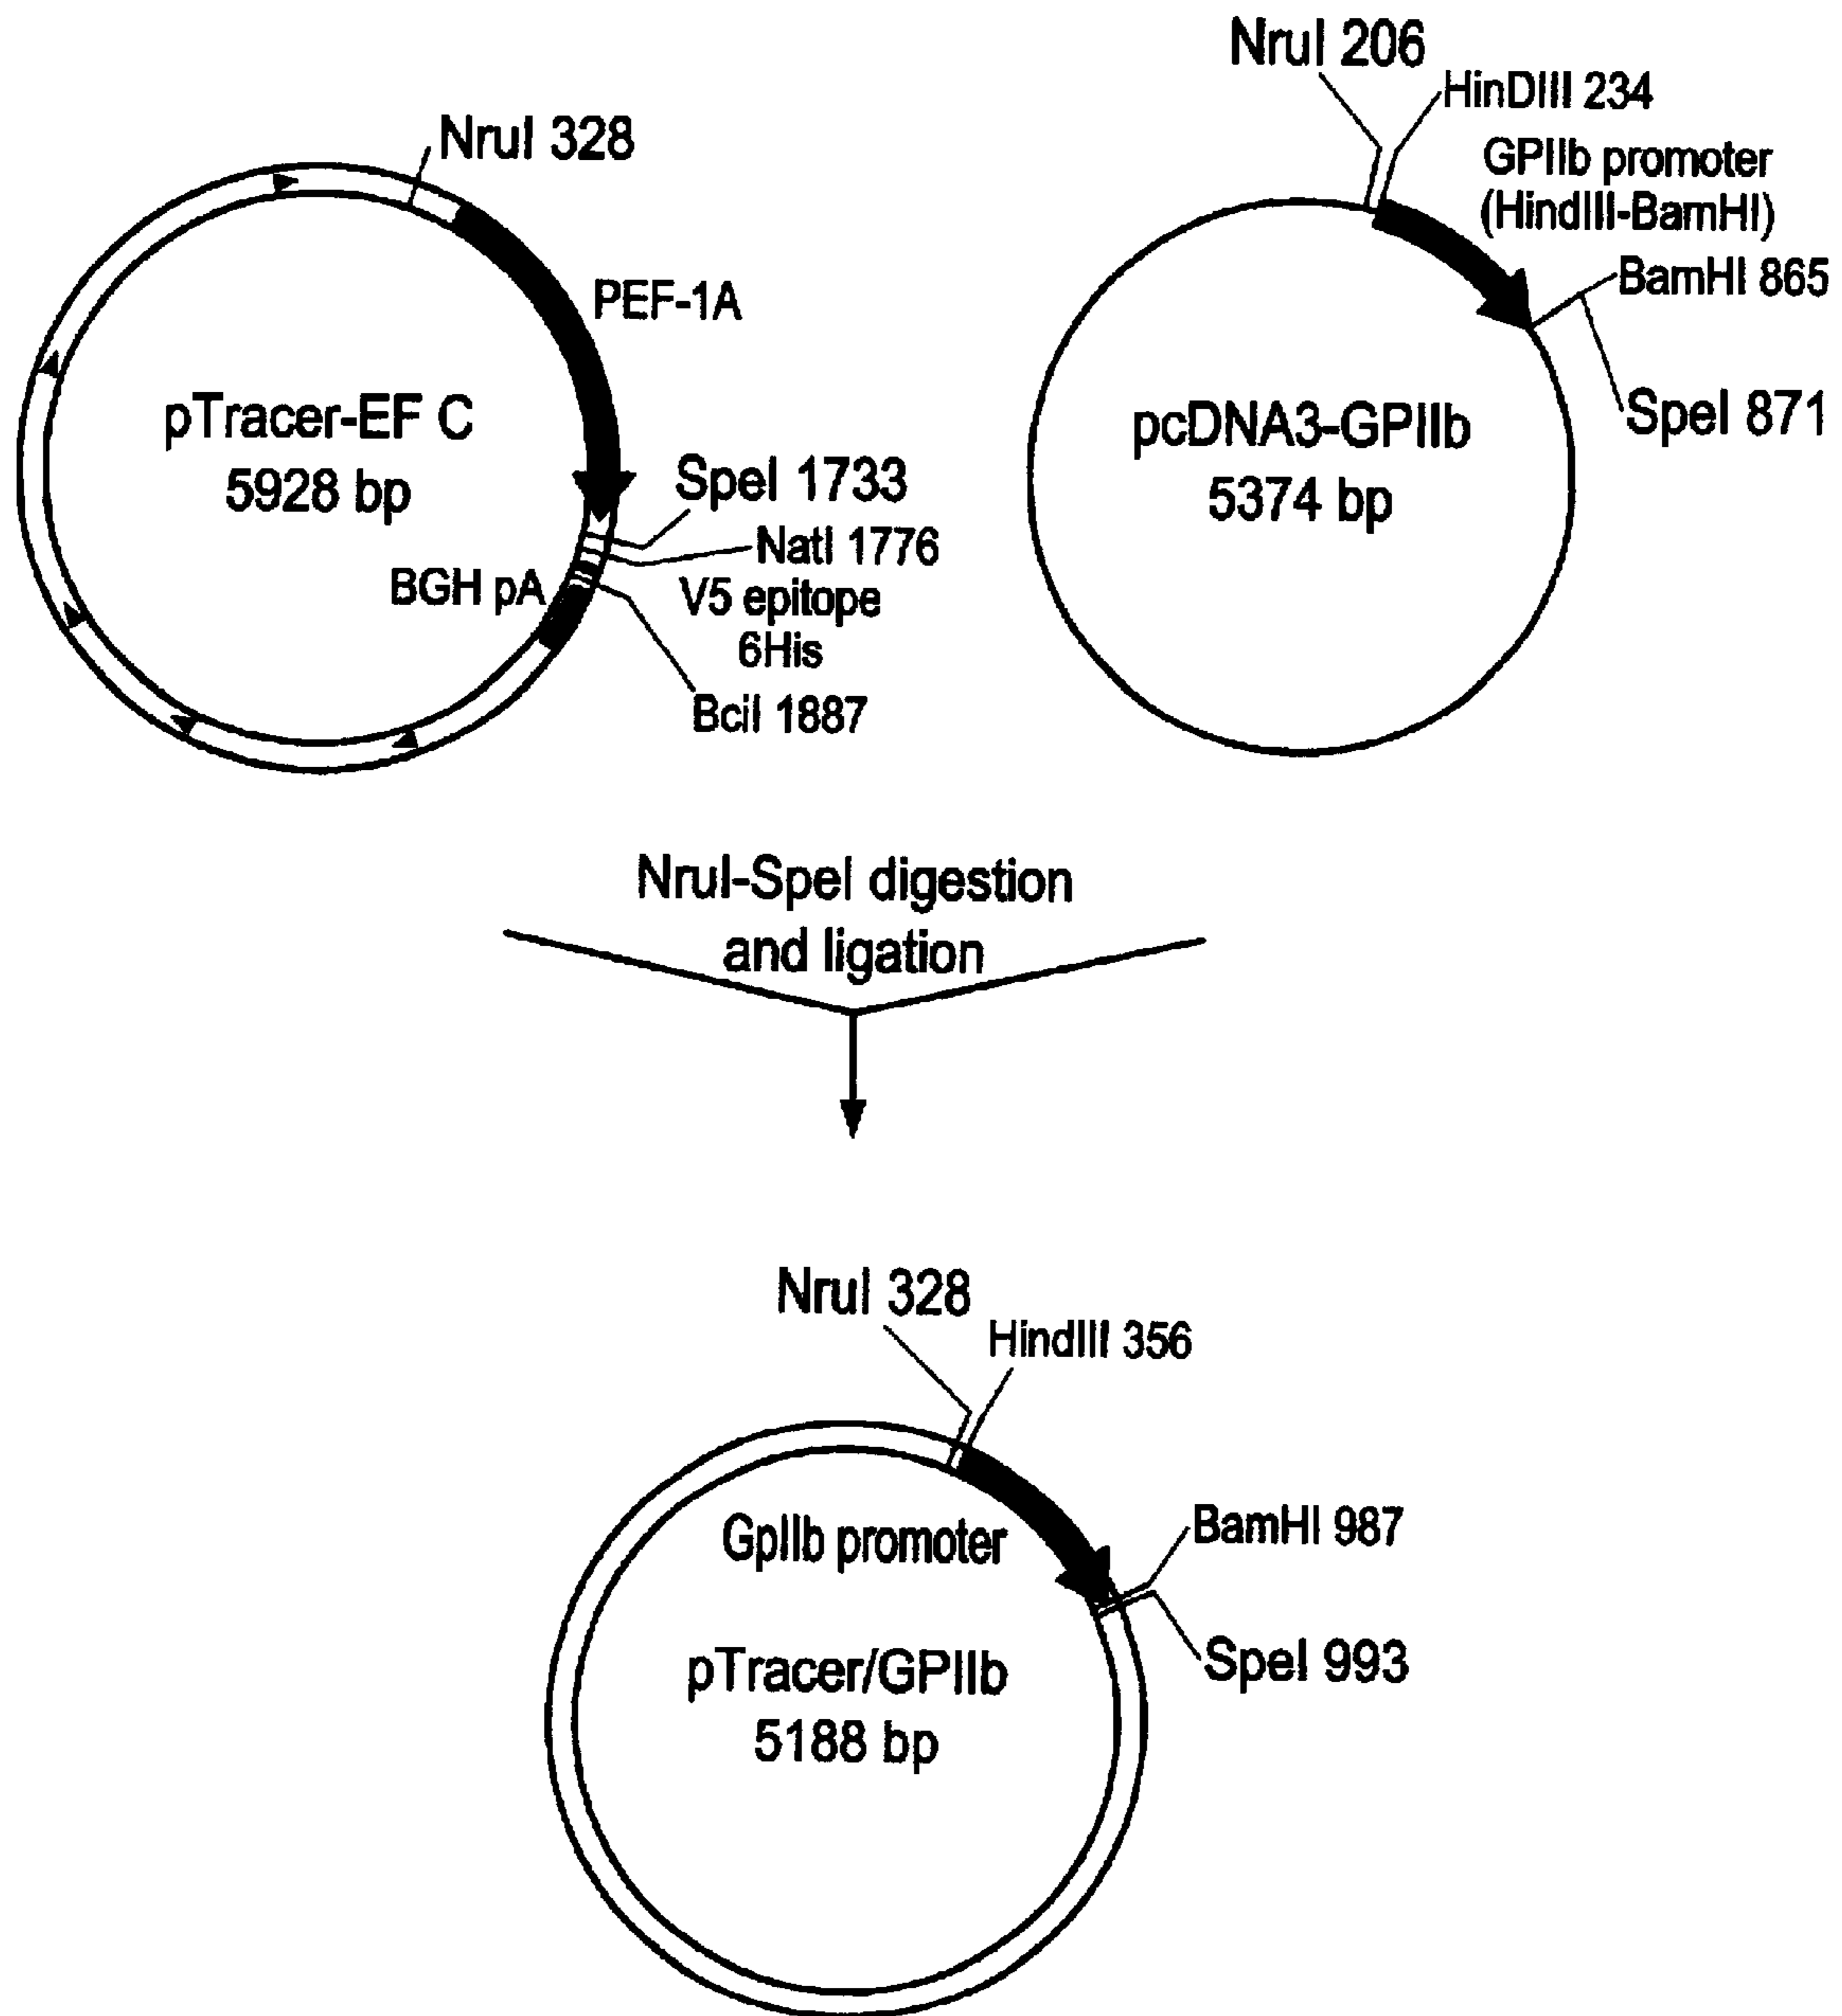 NruI 328
PEF-1A
pTracer-EF C
5928 bp
SpeI 1733
NatI 1776
V5 epitope
6His
BGH pA
BciI 1887
NruI 206
HinDIII 234
GPIIb promoter
(HindIII-BamHI)
BamHI 865
SpeI 871
pcDNA3-GPIIb
5374 bp
NruI-SpeI digestion
and ligation
NruI 328
HindIII 356
GpIIb promoter
BamHI 987
SpeI 993
pTracer/GPIIb
5188 bp